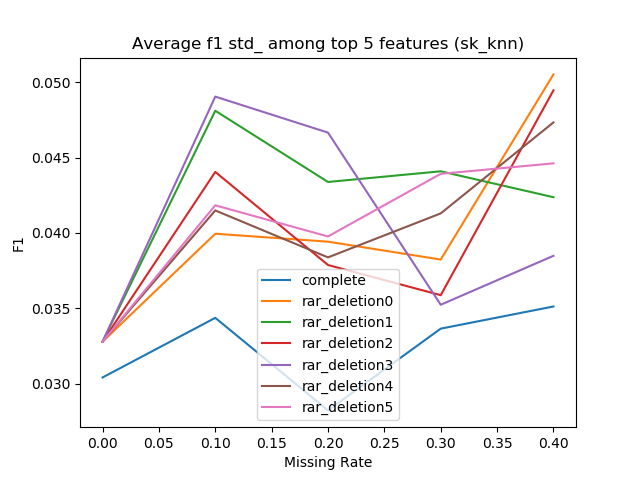 Average f1 std_ among top 5 features (sk_knn)
0.050
0.045
0.040
0.035
0.030
F1
complete
rar_deletion0
rar_deletion1
rar_deletion2
rar_deletion3
rar_deletion4
rar_deletion5
0.00 0.05 0.10 0.15 0.20 0.25 0.30 0.35 0.40
Missing Rate